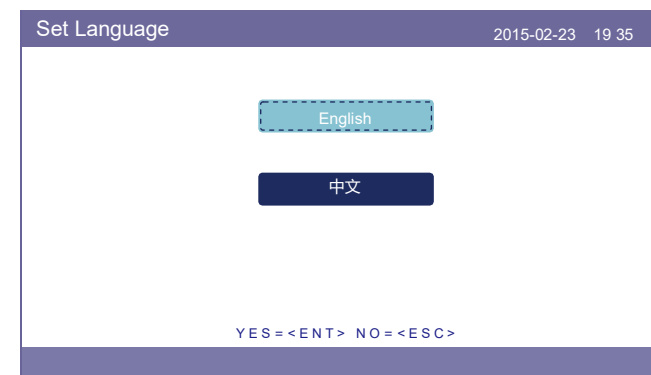 Set Language
2015-02-23 19 35
English
中文
YES=<ENT> NO=<ESC>